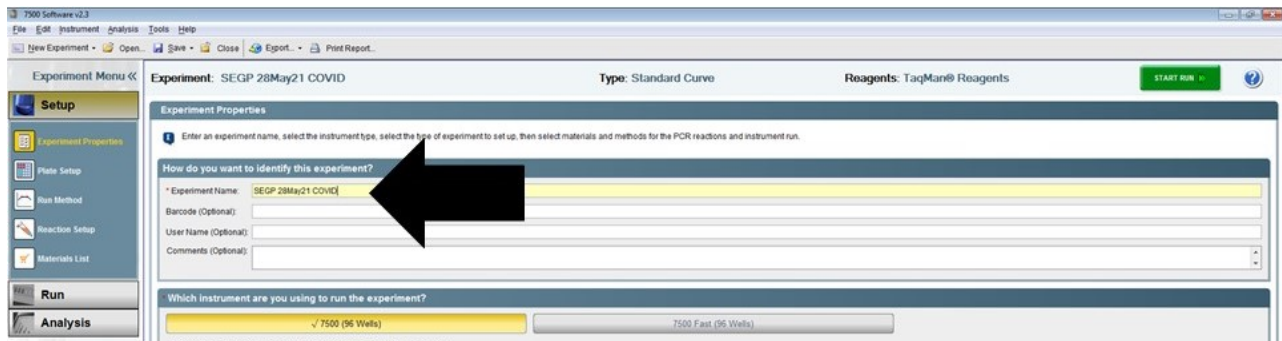 7500 Software v2.3
File Edit Instrument Analysis Tools Help
New Experiment Open... Save Close Export... Print Report...
Experiment Menu «
Experiment: SEGP 28May21 COVID Type: Standard Curve Reagents: TaqMan® Reagents START RUN
Setup
Experiment Properties
Plate Setup
Run Method
Reaction Setup
Materials List
Run
Analysis
Experiment Properties
Enter an experiment name, select the instrument type, select the type of experiment to set up, then select materials and methods for the PCR reactions and instrument run.
How do you want to identify this experiment?
* Experiment Name: SEGP 28May21 COVID
Barcode (Optional):
User Name (Optional):
Comments (Optional):
* Which instrument are you using to run the experiment?
√ 7500 (96 Wells) 7500 Fast (96 Wells)